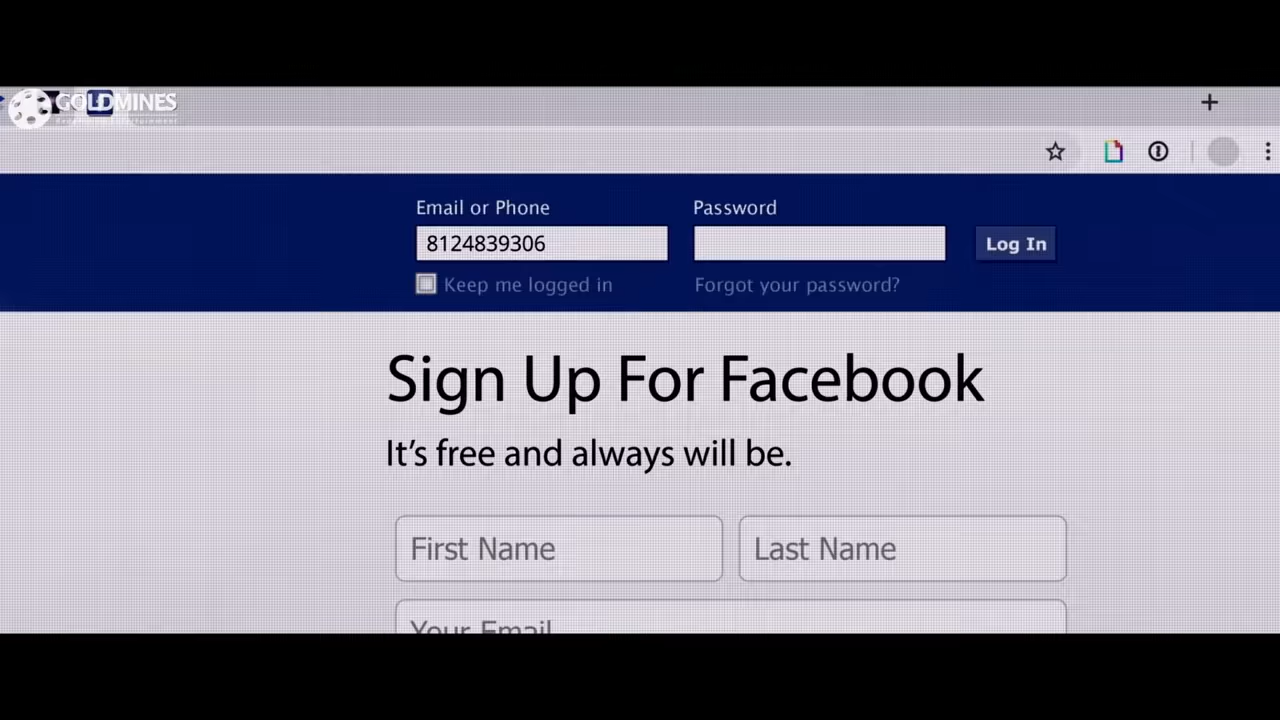 GOLDMINES
Email or Phone Password
8124839306 Log In
Keep me logged in Forgot your password?
Sign Up For Facebook
It’s free and always will be.
First Name Last Name
Your Email